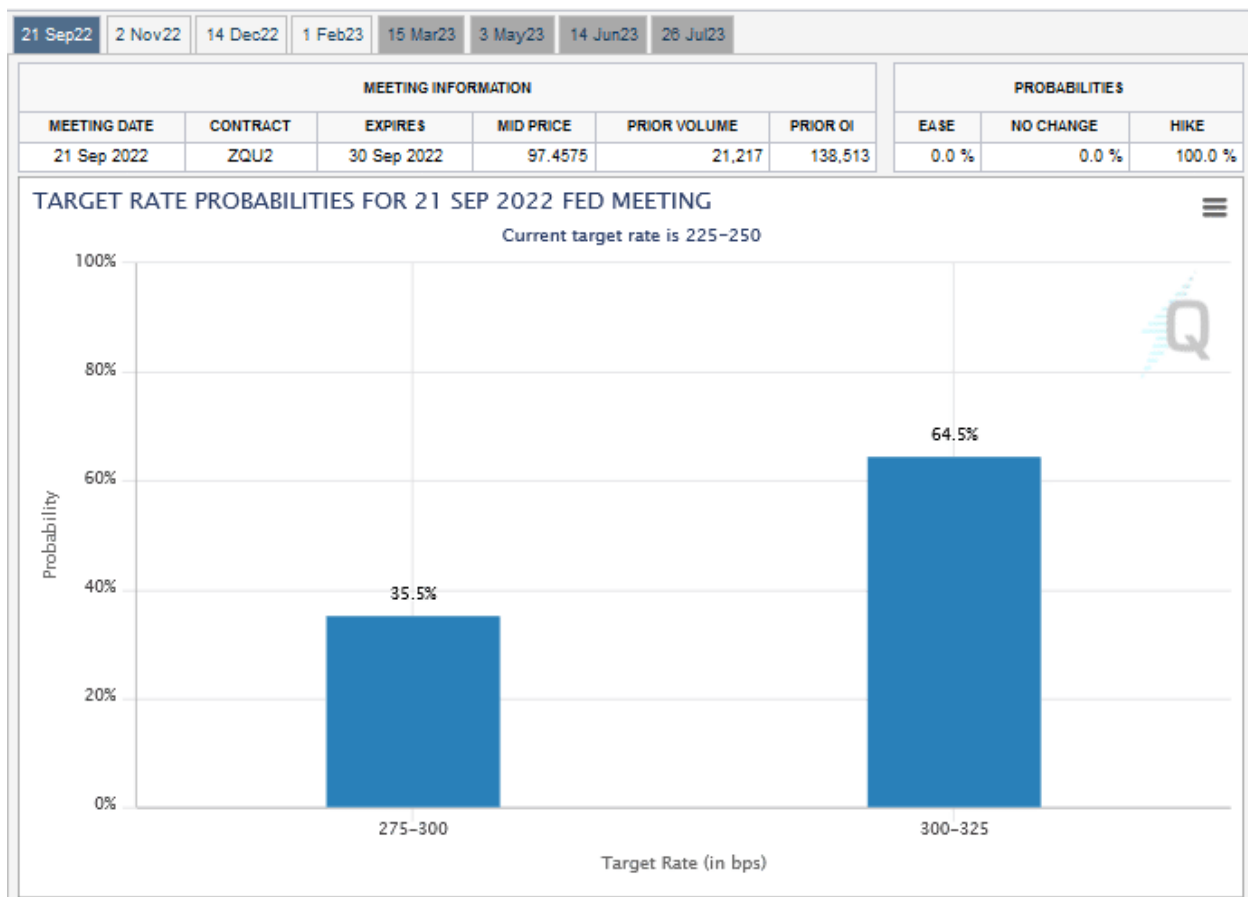 21 Sep22 2 Nov22 14 Dec22 1 Feb23 15 Mar23 3 May23 14 Jun23 26 Jul23
MEETING INFORMATION PROBABILITIES
MEETING DATE CONTRACT EXPIRES MID PRICE PRIOR VOLUME PRIOR OI EASE NO CHANGE HIKE
21 Sep 2022 ZQU2 30 Sep 2022 97.4575 21,217 138,513 0.0 % 0.0 % 100.0 %
TARGET RATE PROBABILITIES FOR 21 SEP 2022 FED MEETING
Current target rate is 225-250
100%
Q
80%
64.5%
60%
Probability
40%
35.5%
20%
0%
275-300 300-325
Target Rate (in bps)